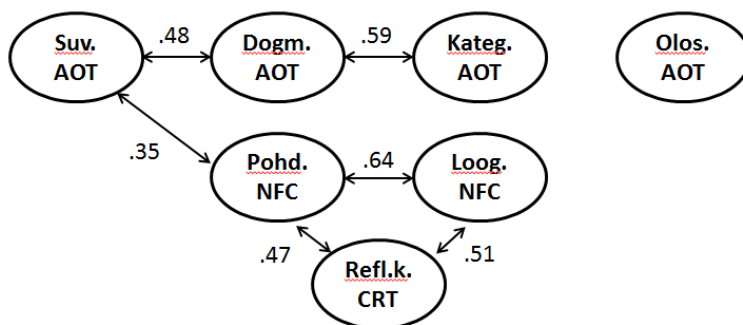 Suv.
AOT
.48
Dogm.
AOT
.59
Kateg.
AOT
Olos.
AOT
.35
Pohd.
NFC
.64
Loog.
NFC
.47
Refl.k.
CRT
.51